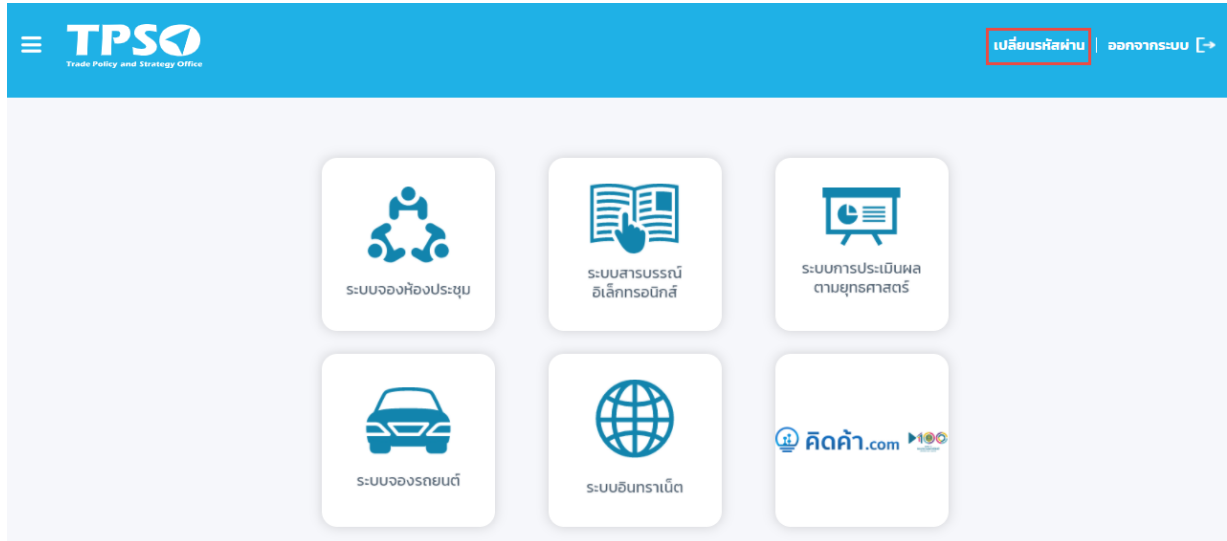 TPSO
Trade Policy and Strategy Office
เปลี่ยนรหัสผ่าน
ออกจากระบบ
ระบบจองห้องประชุม
ระบบสารบรรณ์
อิเล็กทรอนิกส์
ระบบการประเมินผล
ตามยุทธศาสตร์
ระบบจองรถยนต์
ระบบอินทราเน็ต
คิดค้า.com
100